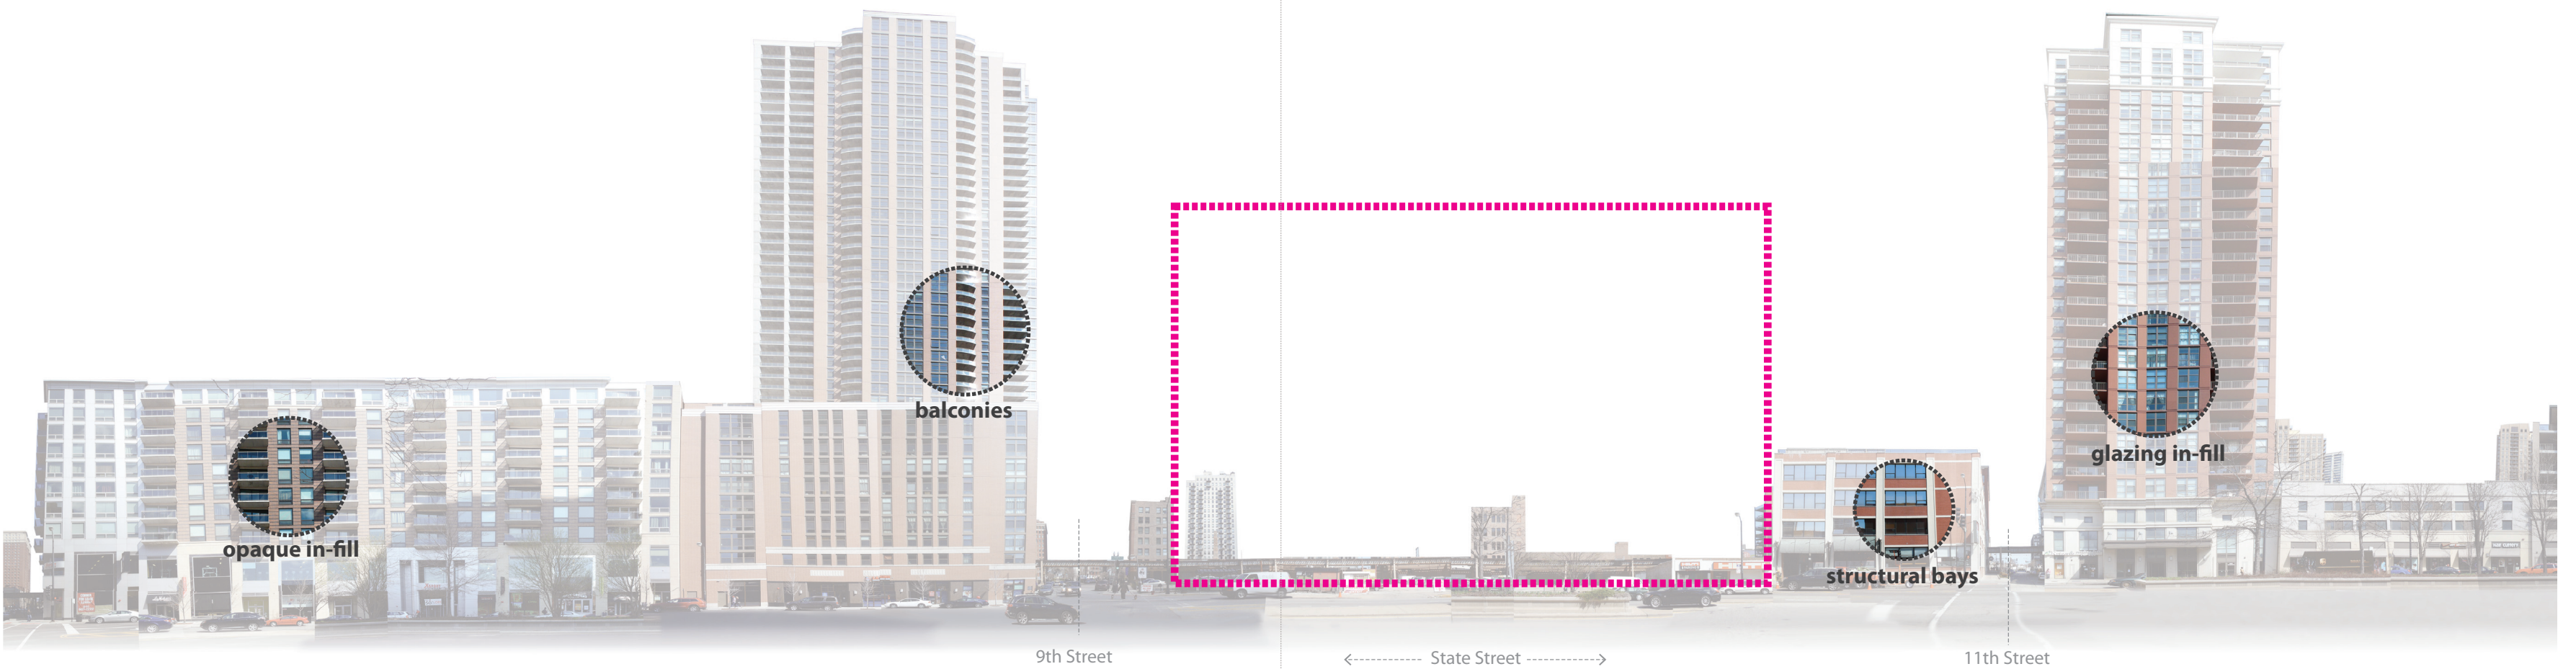 balconies
glazing in-fill
opaque in-fill
structural bays
9th Street
State Street
11th Street